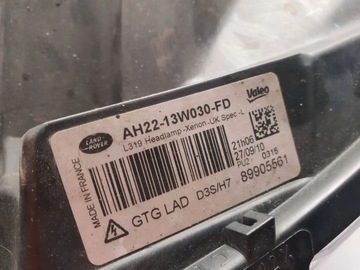 LAND
ROVER
AH22-13W030-FD
Valeo
L319 Headlamp -Xenon -UK Spec -L
MADE IN FRANCE
21h06
27/09/10
PU2 0316
GTG LAD D3S/H7 89905561